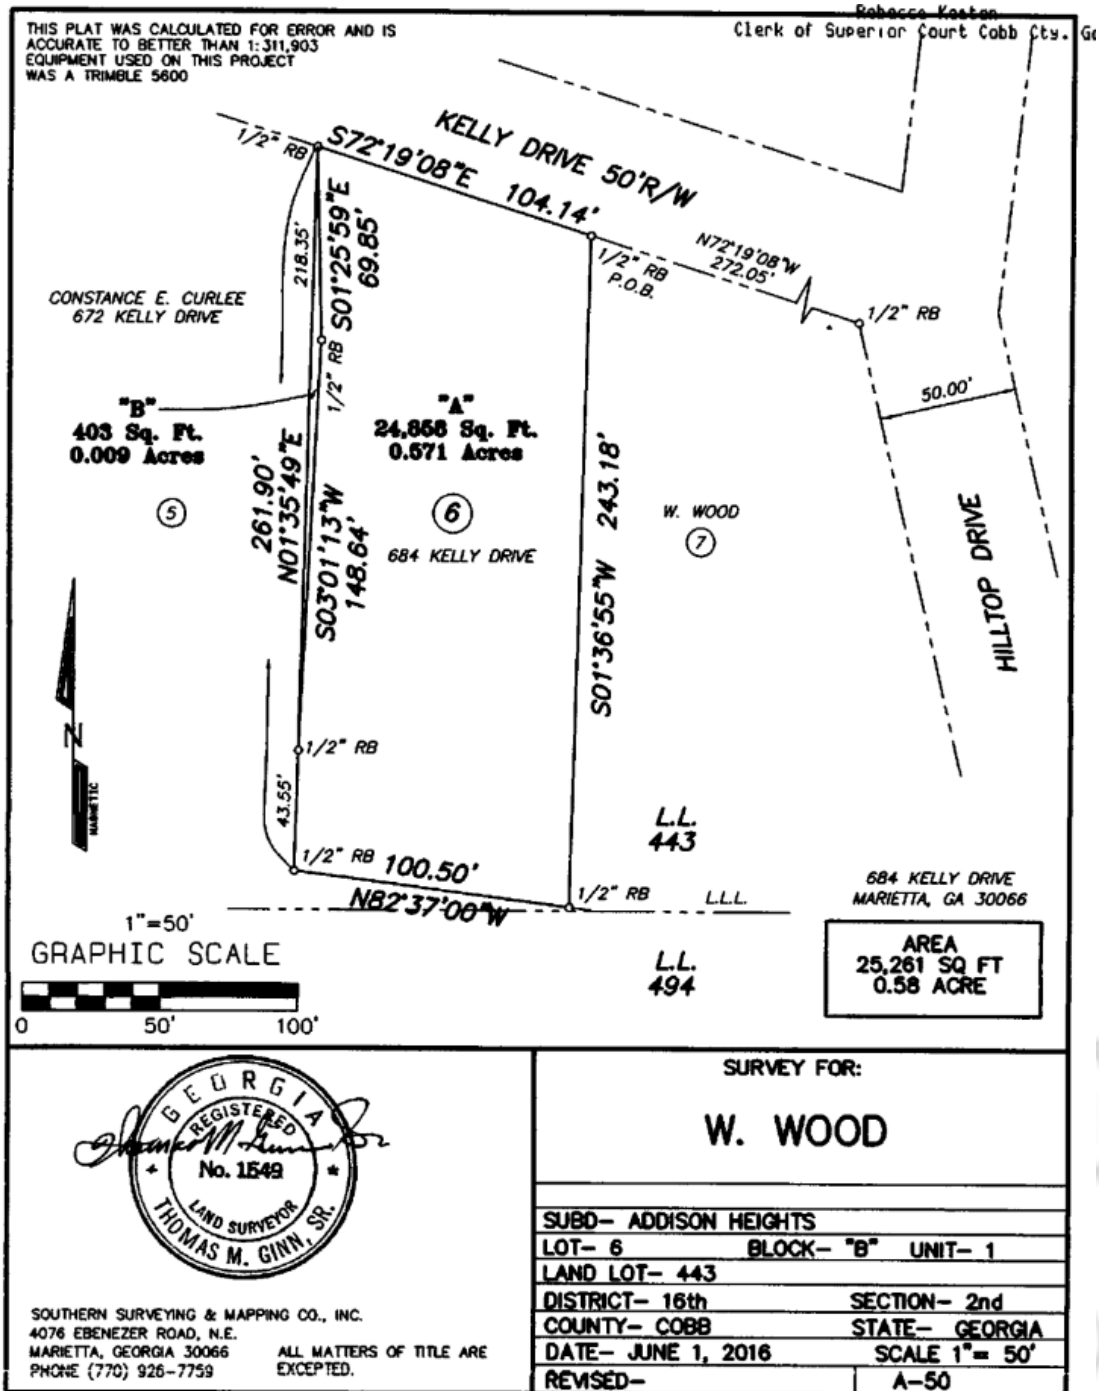 Rebecca Keaton
Clerk of Superior Court Cobb Cty. Ga
THIS PLAT WAS CALCULATED FOR ERROR AND IS
ACCURATE TO BETTER THAN 1:311,903
EQUIPMENT USED ON THIS PROJECT
WAS A TRIMBLE 5600
1/2" RB
S72°19'08"E 104.14'
KELLY DRIVE 50'R/W
S01°25'59"E
69.85'
218.35'
1/2" RB
P.O.B.
N72°19'08"W
272.05'
1/2" RB
CONSTANCE E. CURLEE
672 KELLY DRIVE
1/2" RB
50.00'
"B"
403 Sq. Ft.
0.009 Acres
5
"A"
24,858 Sq. Ft.
0.571 Acres
6
684 KELLY DRIVE
261.90'
N01°35'49"E
S03°01'13"W
148.64'
S01°36'55"W 243.18'
W. WOOD
7
HILLTOP DRIVE
N
MAGNETIC
1/2" RB
43.55'
1/2" RB
100.50'
N82°37'00"W
1/2" RB
L.L.
443
L.L.L.
L.L.
494
684 KELLY DRIVE
MARIETTA, GA 30066
AREA
25,261 SQ FT
0.58 ACRE
1"=50'
GRAPHIC SCALE
0 50' 100'
GEORGIA
REGISTERED
No. 1549
LAND SURVEYOR
THOMAS M. GINN, SR.
SOUTHERN SURVEYING & MAPPING CO., INC.
4076 EBENEZER ROAD, N.E.
MARIETTA, GEORGIA 30066
PHONE (770) 926-7759
ALL MATTERS OF TITLE ARE
EXCEPTED.
SURVEY FOR:
W. WOOD
SUBD- ADDISON HEIGHTS
LOT- 6 BLOCK- "B" UNIT- 1
LAND LOT- 443
DISTRICT- 16th SECTION- 2nd
COUNTY- COBB STATE- GEORGIA
DATE- JUNE 1, 2016 SCALE 1"= 50'
REVISED- A-50